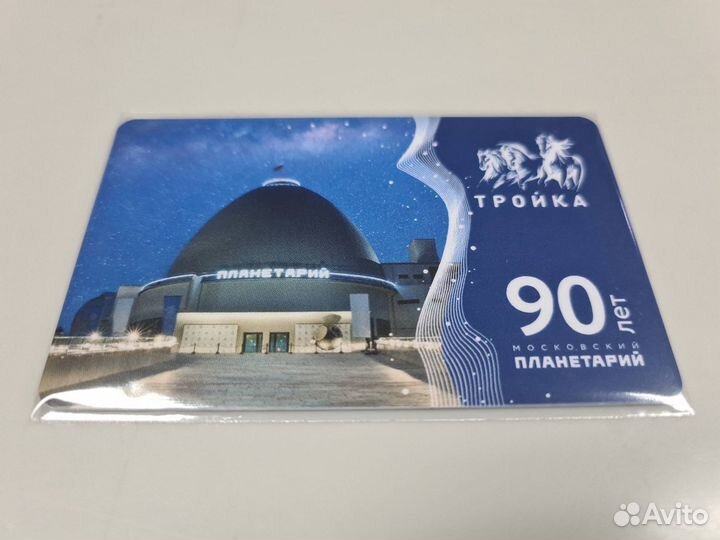 ПЛАНЕТАРИЙ
ТРОЙКА
90 лет
МОСКОВСКИЙ
ПЛАНЕТАРИЙ
Avito